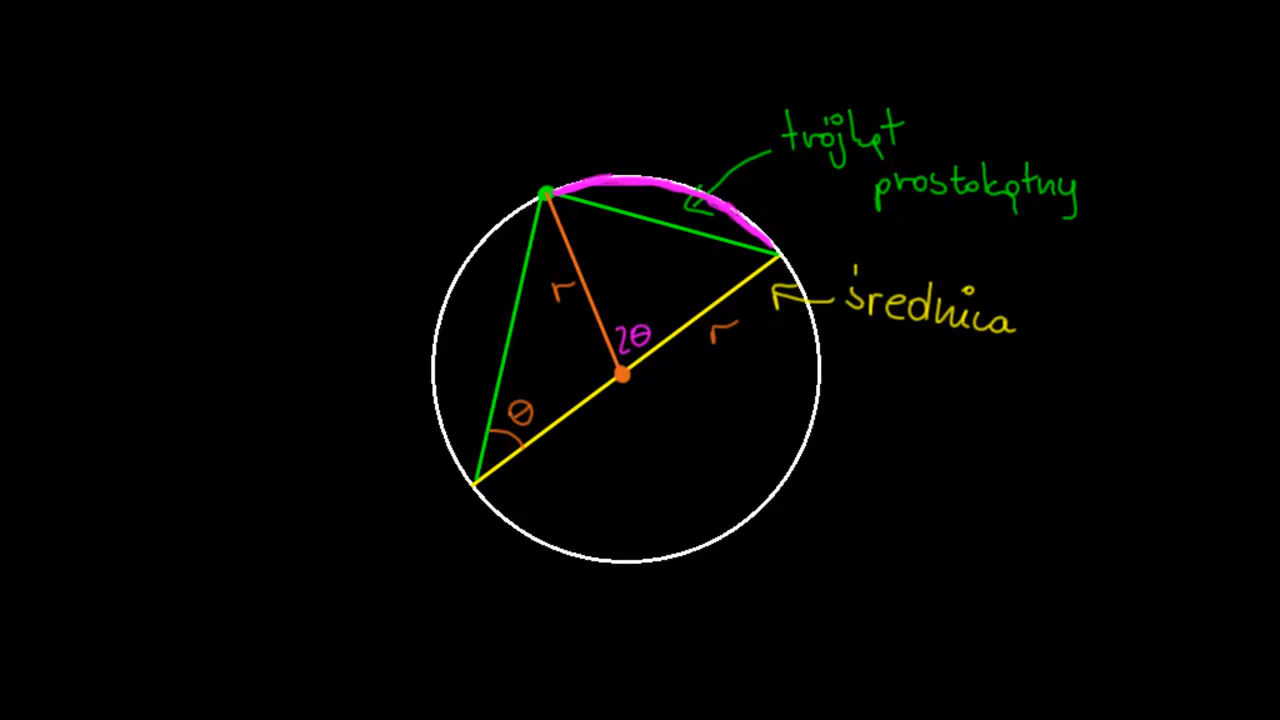 trójkąt
prostokątny
średnica
r
r
2θ
θ